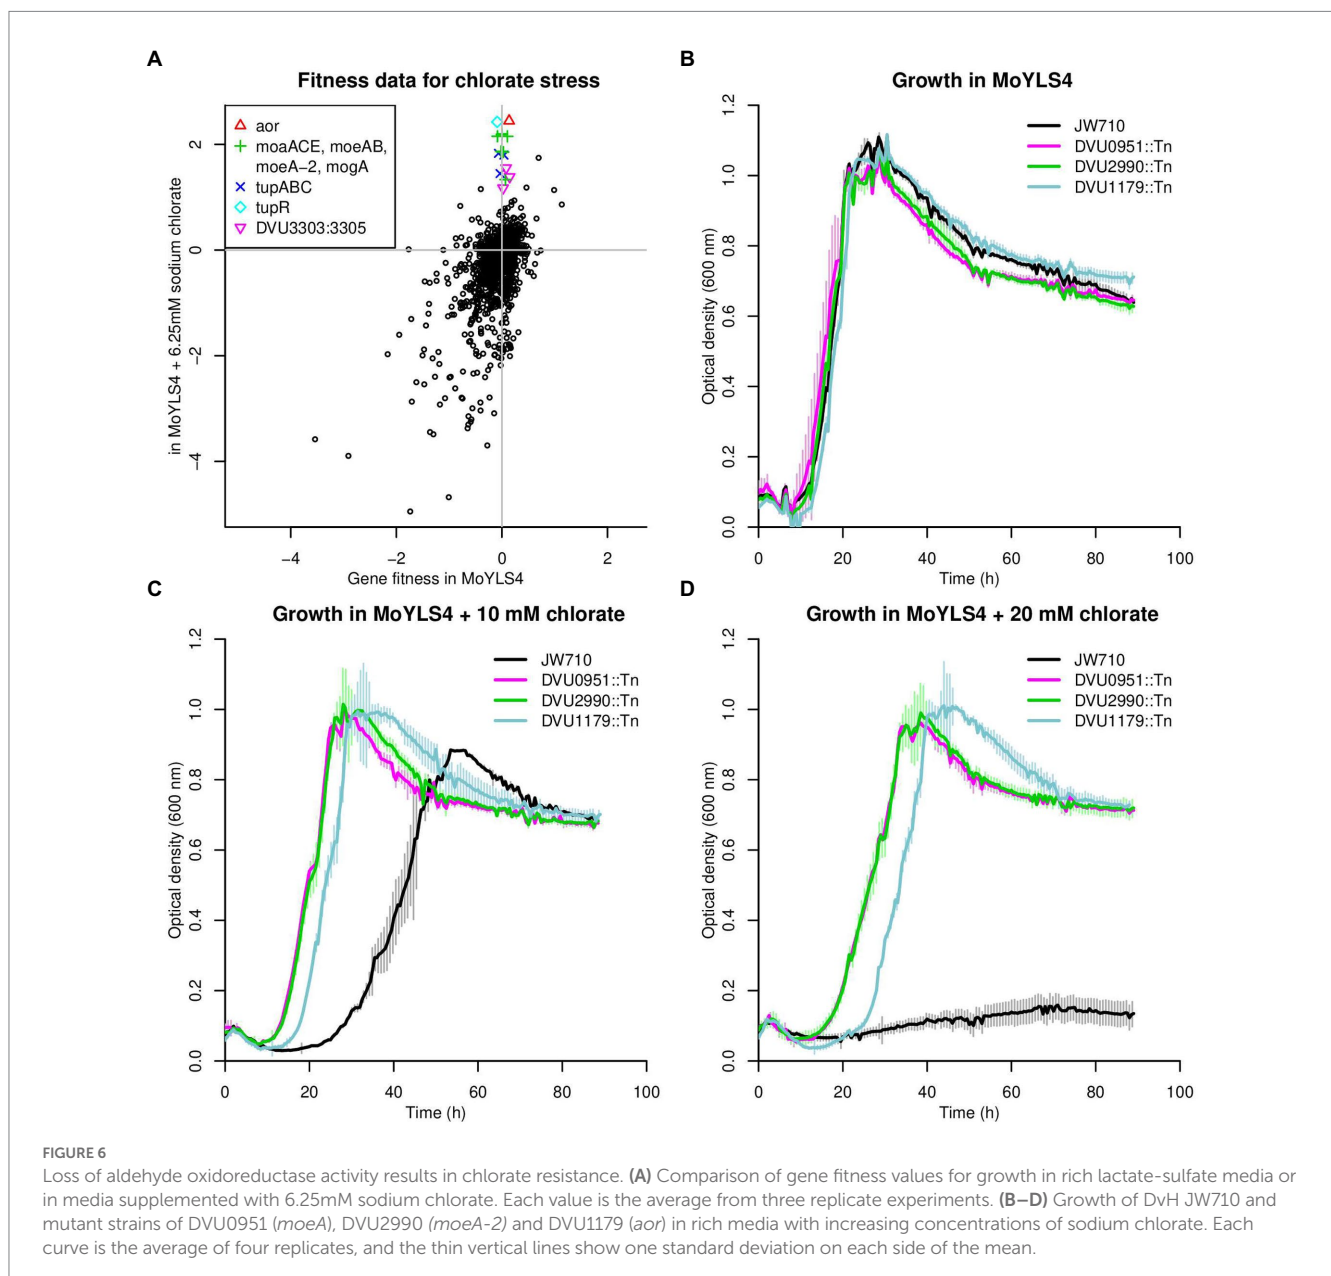 A
Fitness data for chlorate stress
aor
moaACE, moeAB,
moeA−2, mogA
tupABC
tupR
DVU3303:3305
in MoYLS4 + 6.25mM sodium chlorate
2
0
−2
−4
−4
−2
0
2
Gene fitness in MoYLS4
B
Growth in MoYLS4
JW710
DVU0951::Tn
DVU2990::Tn
DVU1179::Tn
Optical density (600 nm)
1.2
1.0
0.8
0.6
0.4
0.2
0.0
0
20
40
60
80
100
Time (h)
C
Growth in MoYLS4 + 10 mM chlorate
JW710
DVU0951::Tn
DVU2990::Tn
DVU1179::Tn
Optical density (600 nm)
1.2
1.0
0.8
0.6
0.4
0.2
0.0
0
20
40
60
80
100
Time (h)
D
Growth in MoYLS4 + 20 mM chlorate
JW710
DVU0951::Tn
DVU2990::Tn
DVU1179::Tn
Optical density (600 nm)
1.2
1.0
0.8
0.6
0.4
0.2
0.0
0
20
40
60
80
100
Time (h)
FIGURE 6
Loss of aldehyde oxidoreductase activity results in chlorate resistance. (A) Comparison of gene fitness values for growth in rich lactate-sulfate media or
in media supplemented with 6.25mM sodium chlorate. Each value is the average from three replicate experiments. (B–D) Growth of DvH JW710 and
mutant strains of DVU0951 (moeA), DVU2990 (moeA-2) and DVU1179 (aor) in rich media with increasing concentrations of sodium chlorate. Each
curve is the average of four replicates, and the thin vertical lines show one standard deviation on each side of the mean.